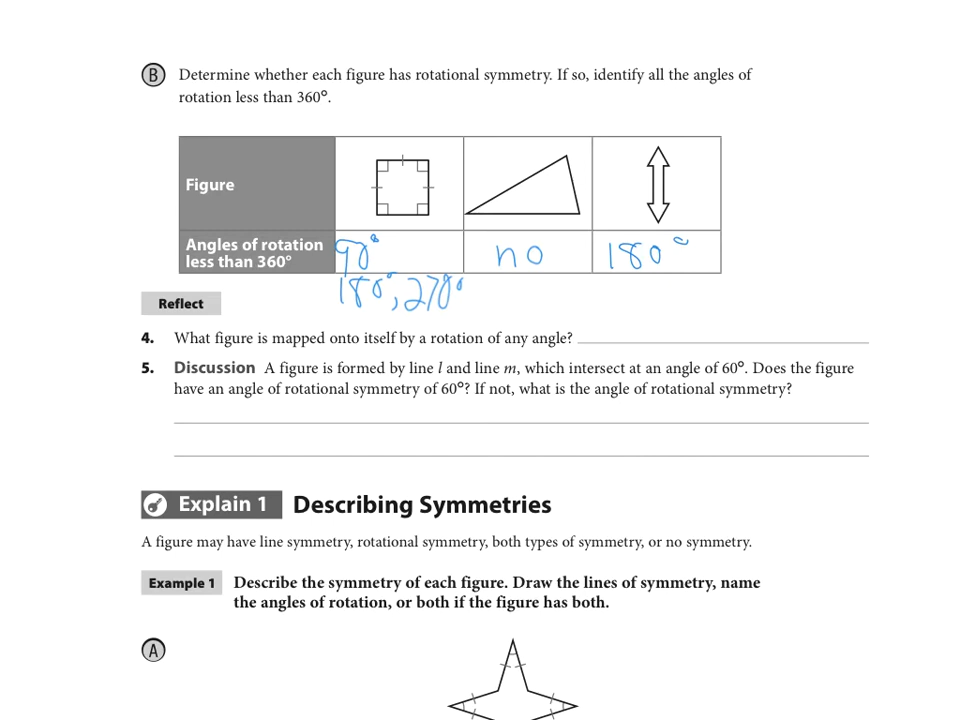 B Determine whether each figure has rotational symmetry. If so, identify all the angles of
rotation less than 360°.
Figure
Angles of rotation
less than 360°
90°
180°, 270°
no
180°
Reflect
4. What figure is mapped onto itself by a rotation of any angle?
5. Discussion A figure is formed by line l and line m, which intersect at an angle of 60°. Does the figure
have an angle of rotational symmetry of 60°? If not, what is the angle of rotational symmetry?
Explain 1 Describing Symmetries
A figure may have line symmetry, rotational symmetry, both types of symmetry, or no symmetry.
Example 1 Describe the symmetry of each figure. Draw the lines of symmetry, name
the angles of rotation, or both if the figure has both.
A